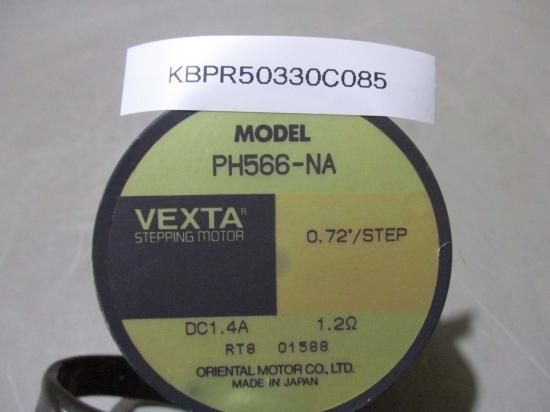 KBPR50330C085
MODEL
PH566-NA
VEXTA®
STEPPING MOTOR
0.72°/STEP
DC1.4A 1.2Ω
RT8 01588
ORIENTAL MOTOR CO., LTD.
MADE IN JAPAN